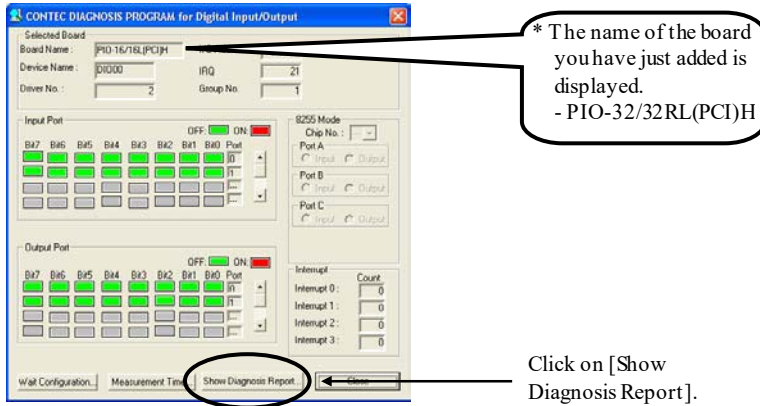 CONTEC DIAGNOSIS PROGRAM for Digital Input/Output
Selected Board
Board Name : PIO-16/16L(PCI)H
Device Name : DIO00 IRQ 21
Driver No. : 2 Group No. 1
* The name of the board
you have just added is
displayed.
- PIO-32/32RL(PCI)H
Input Port
OFF: ON:
Bit7 Bit6 Bit5 Bit4 Bit3 Bit2 Bit1 Bit0 Port
0
1
---
---
8255 Mode
Chip No. : ---
Port A
Input Output
Port B
Input Output
Port C
Input Output
Output Port
OFF: ON:
Bit7 Bit6 Bit5 Bit4 Bit3 Bit2 Bit1 Bit0 Port
0
1
---
---
Interrupt
Count
Interrupt 0 : 0
Interrupt 1 : 0
Interrupt 2 : 0
Interrupt 3 : 0
Wait Configuration... Measurement Time... Show Diagnosis Report... Close
Click on [Show
Diagnosis Report].